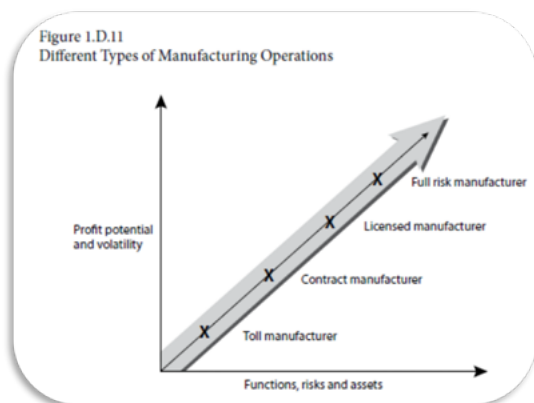 Figure 1.D.11
Different Types of Manufacturing Operations
Profit potential
and volatility
X
Full risk manufacturer
X
Licensed manufacturer
X
Contract manufacturer
X
Toll manufacturer
Functions, risks and assets